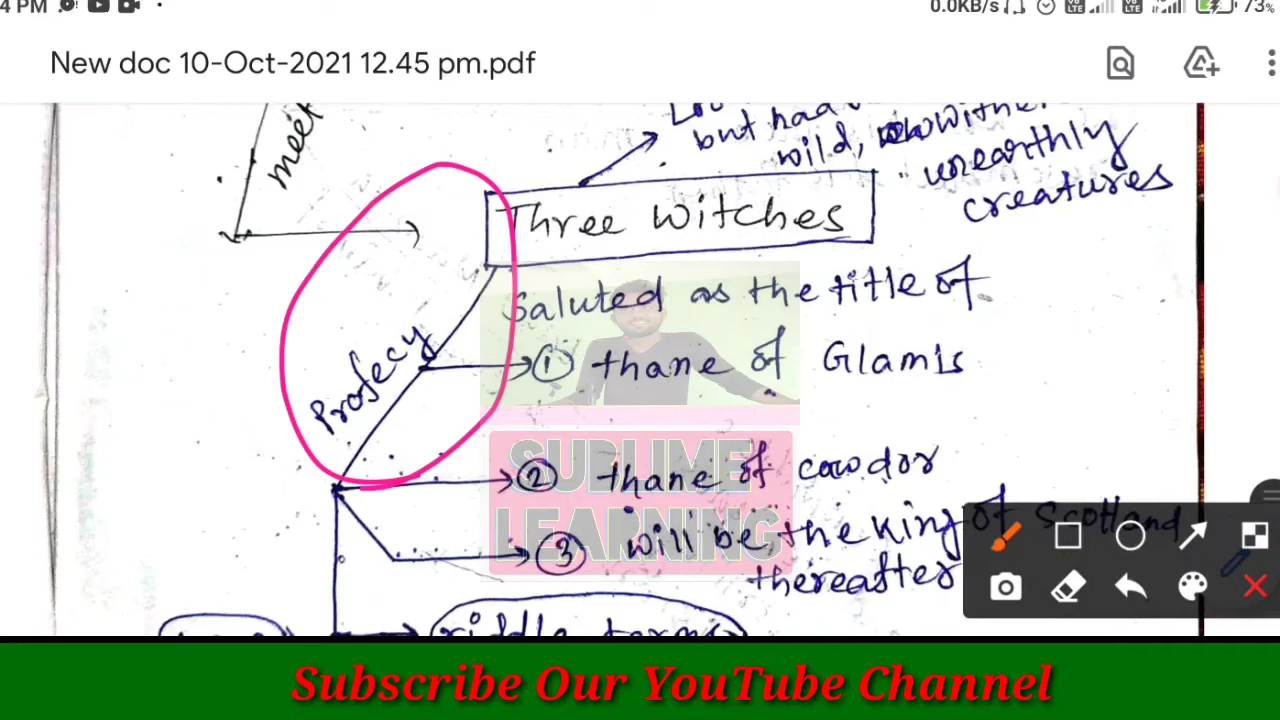 4 PM
0.0KB/s
73%
New doc 10-Oct-2021 12.45 pm.pdf
meet
but had
wild,
unearthly
creatures
Three Witches
Saluted as the title of
Profecy
① thane of Glamis
② thane of cawdor
③ will be, the King of Scotland
thereafter
riddle terms
SUBLIME
LEARNING
Subscribe Our YouTube Channel